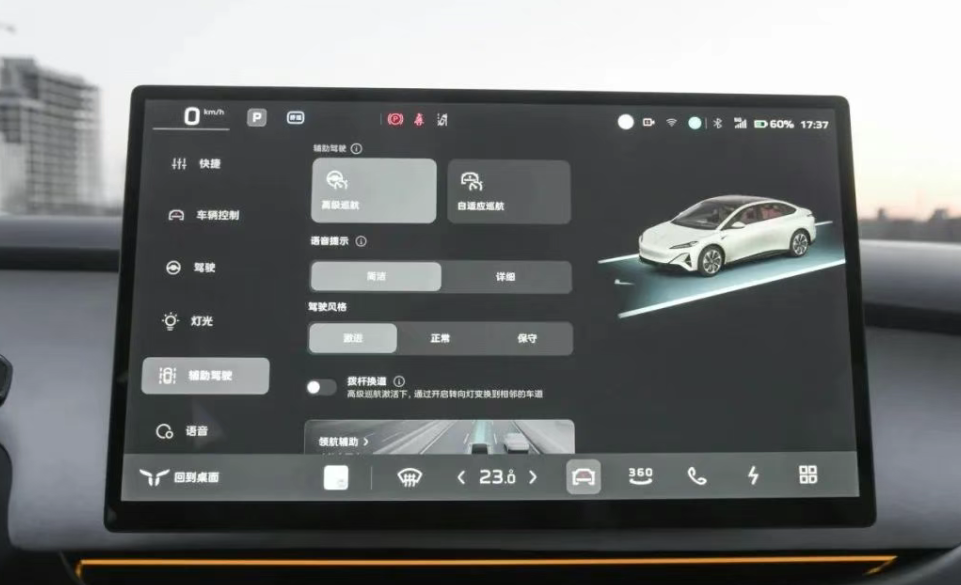 0 km/h P 60% 17:37
快捷
车辆控制
驾驶
灯光
辅助驾驶
语音
辅助驾驶
高级巡航 自适应巡航
语音提示
简洁 详细
驾驶风格
激进 正常 保守
拨杆换道
高级巡航激活下，通过开启转向灯变换到相邻的车道
领航辅助 >
回到桌面 < 23.0 > 360